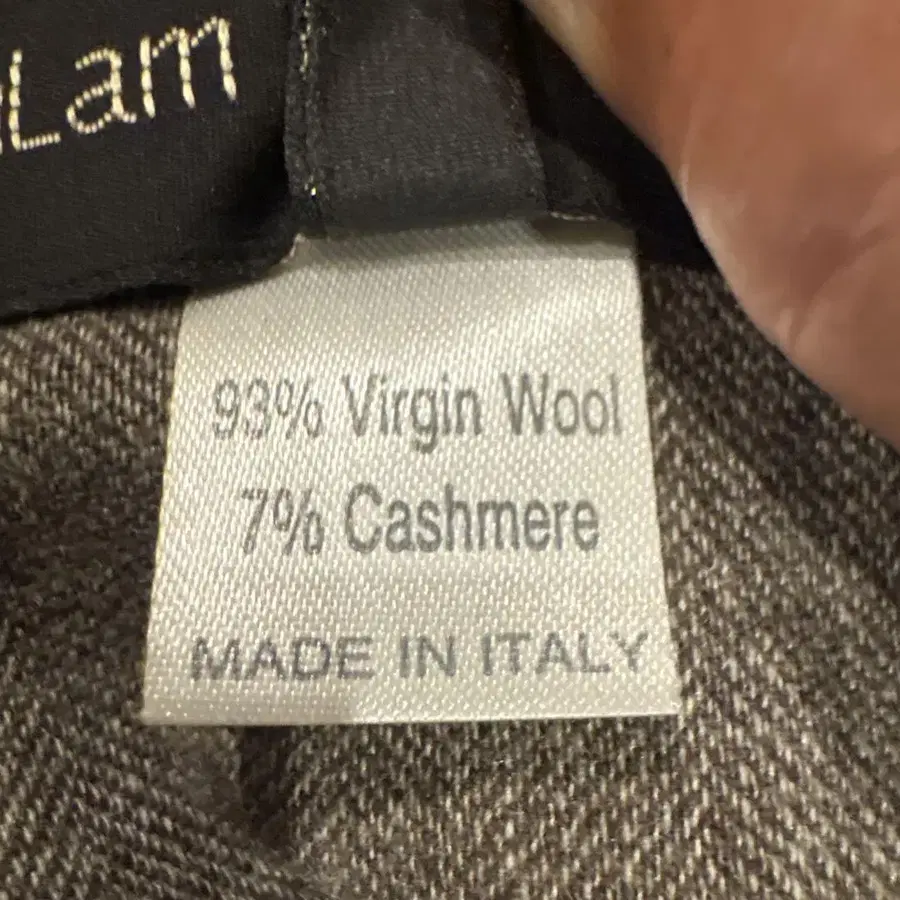 Lam
93% Virgin Wool
7% Cashmere
MADE IN ITALY